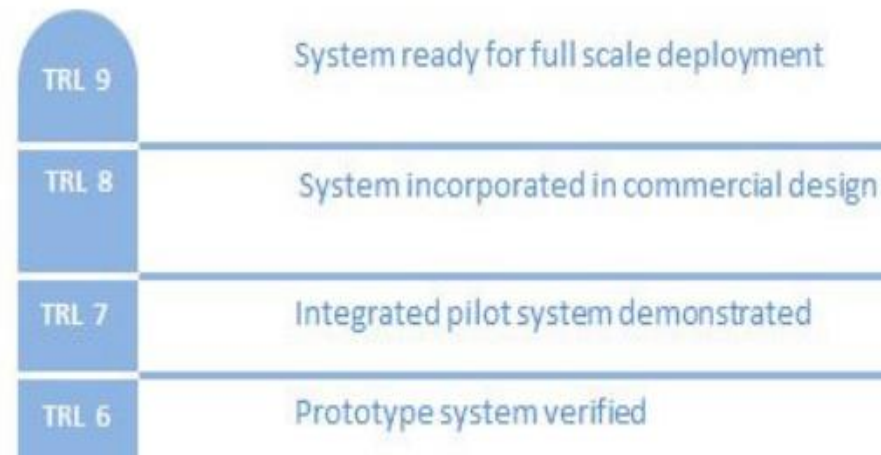 TRL 9 System ready for full scale deployment
TRL 8 System incorporated in commercial design
TRL 7 Integrated pilot system demonstrated
TRL 6 Prototype system verified